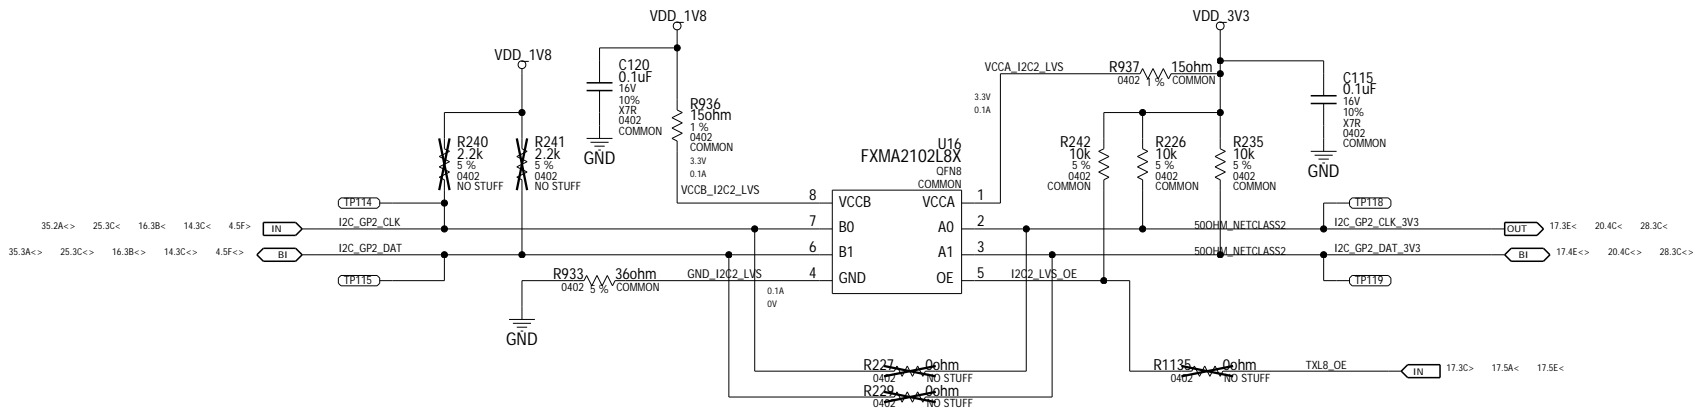 VDD_1V8
VDD_3V3
VDD_1V8
C120
0.1uF
16V
10%
X7R
0402
COMMON
GND
R936
15ohm
1 %
0402
COMMON
3.3V
0.1A
VCCB_I2C2_LVS
VCCA_I2C2_LVS
R937 15ohm
0402 1 % COMMON
3.3V
0.1A
C115
0.1uF
16V
10%
X7R
0402
COMMON
GND
R240
2.2k
5 %
0402
NO STUFF
R241
2.2k
5 %
0402
NO STUFF
U16
FXMA2102L8X
QFN8
COMMON
R242
10k
5 %
0402
COMMON
R226
10k
5 %
0402
COMMON
R235
10k
5 %
0402
COMMON
TP114
8 VCCB VCCA 1
TP118
35.2A<> 25.3C< 16.3B< 14.3C< 4.5F> IN I2C_GP2_CLK 7 B0 A0 2 50OHM_NETCLASS2 I2C_GP2_CLK_3V3 OUT 17.3E< 20.4C< 28.3C<
35.3A<> 25.3C<> 16.3B<> 14.3C<> 4.5F<> BI I2C_GP2_DAT 6 B1 A1 3 50OHM_NETCLASS2 I2C_GP2_DAT_3V3 BI 17.4E<> 20.4C<> 28.3C<>
TP115
R933 36ohm
0402 5 % COMMON
GND_I2C2_LVS 4 GND OE 5 I2C2_LVS_OE
TP119
0.1A
0V
GND
R227 0ohm
0402 NO STUFF
R229 0ohm
0402 NO STUFF
R1135 0ohm
0402 NO STUFF
TXL8_OE IN 17.3C> 17.5A< 17.5E<